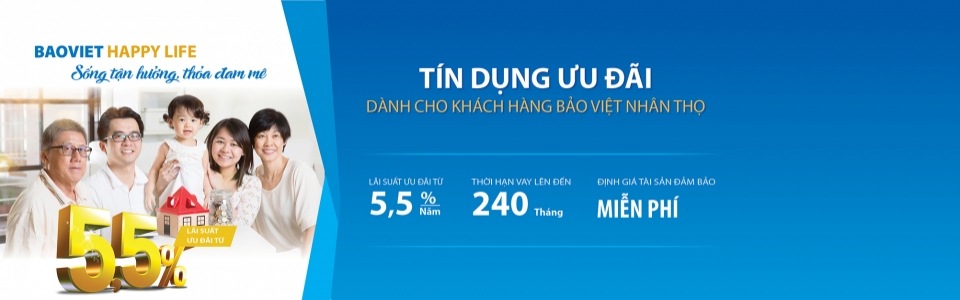 BAOVIET HAPPY LIFE
Sống tận hưởng, thỏa đam mê
5,5%
LÃI SUẤT
ƯU ĐÃI TỪ
TÍN DỤNG ƯU ĐÃI
DÀNH CHO KHÁCH HÀNG BẢO VIỆT NHÂN THỌ
LÃI SUẤT ƯU ĐÃI TỪ
5,5 %
Năm
THỜI HẠN VAY LÊN ĐẾN
240 Tháng
ĐỊNH GIÁ TÀI SẢN ĐẢM BẢO
MIỄN PHÍ